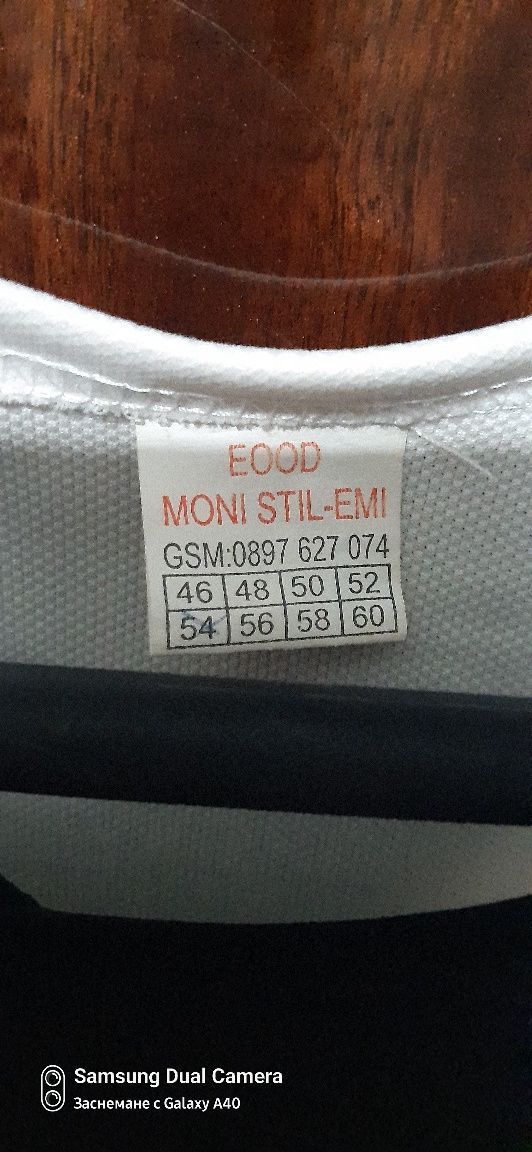 EOOD
MONI STIL-EMI
GSM:0897 627 074
46 48 50 52
54 56 58 60
Samsung Dual Camera
Заснемане с Galaxy A40